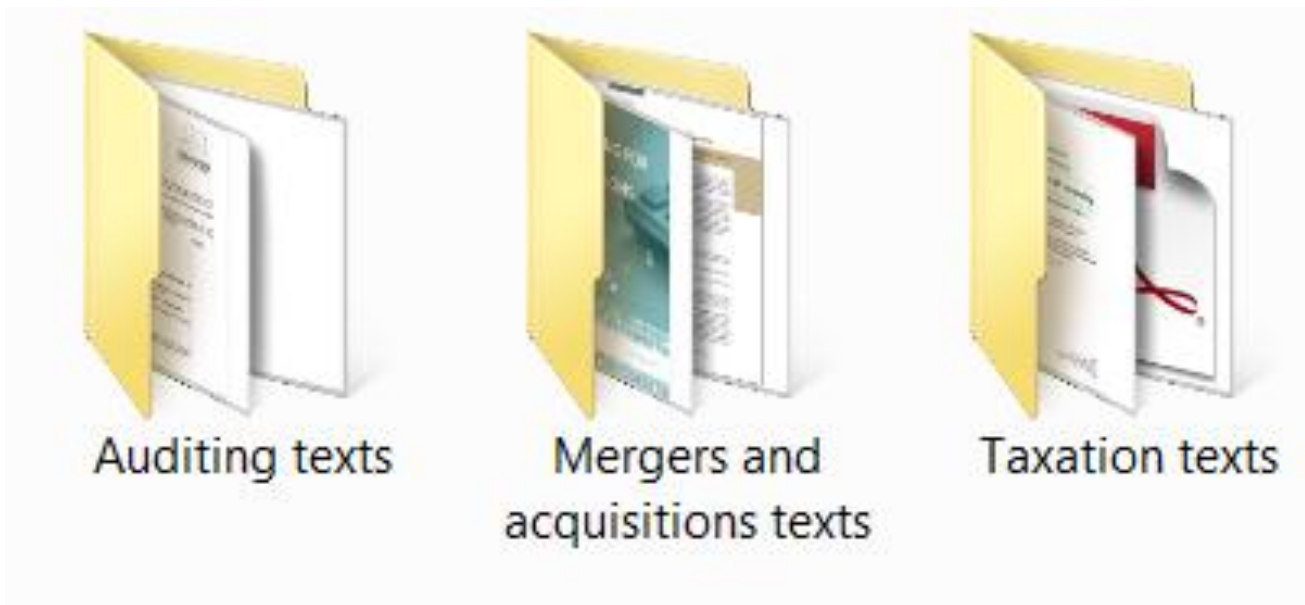 Auditing texts
Mergers and
acquisitions texts
Taxation texts